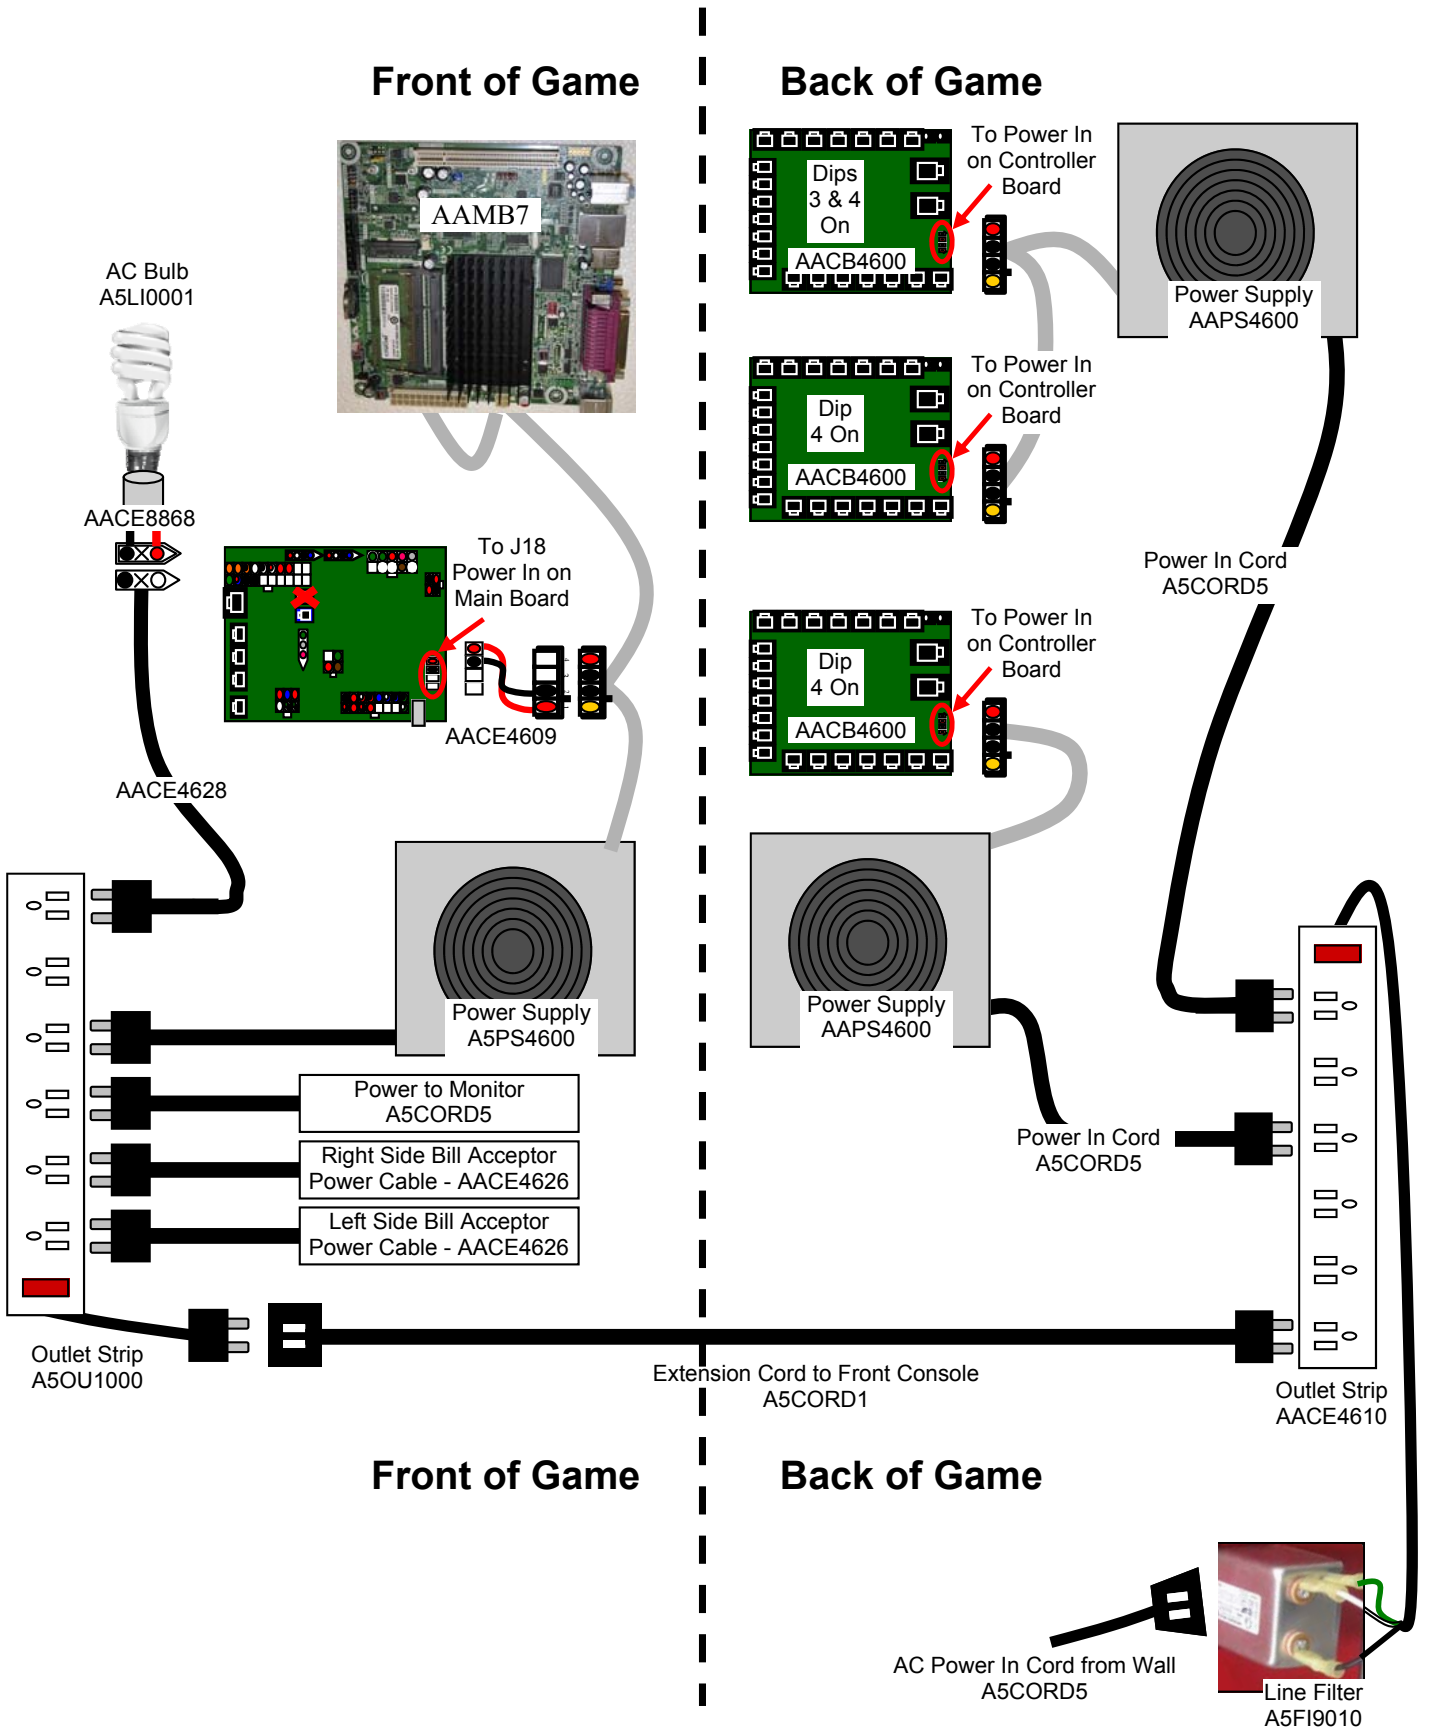 Front of Game
Back of Game
AAMB7
AC Bulb
A5LI0001
AACE8868
To J18
Power In on
Main Board
AACE4609
AACE4628
Power Supply
A5PS4600
Power to Monitor
A5CORD5
Right Side Bill Acceptor
Power Cable - AACE4626
Left Side Bill Acceptor
Power Cable - AACE4626
Outlet Strip
A5OU1000
Dips
3 & 4
On
AACB4600
To Power In
on Controller
Board
Power Supply
AAPS4600
Dip
4 On
AACB4600
To Power In
on Controller
Board
Power In Cord
A5CORD5
Dip
4 On
AACB4600
To Power In
on Controller
Board
Power Supply
AAPS4600
Power In Cord
A5CORD5
Extension Cord to Front Console
A5CORD1
Outlet Strip
AACE4610
Front of Game
Back of Game
AC Power In Cord from Wall
A5CORD5
Line Filter
A5FI9010